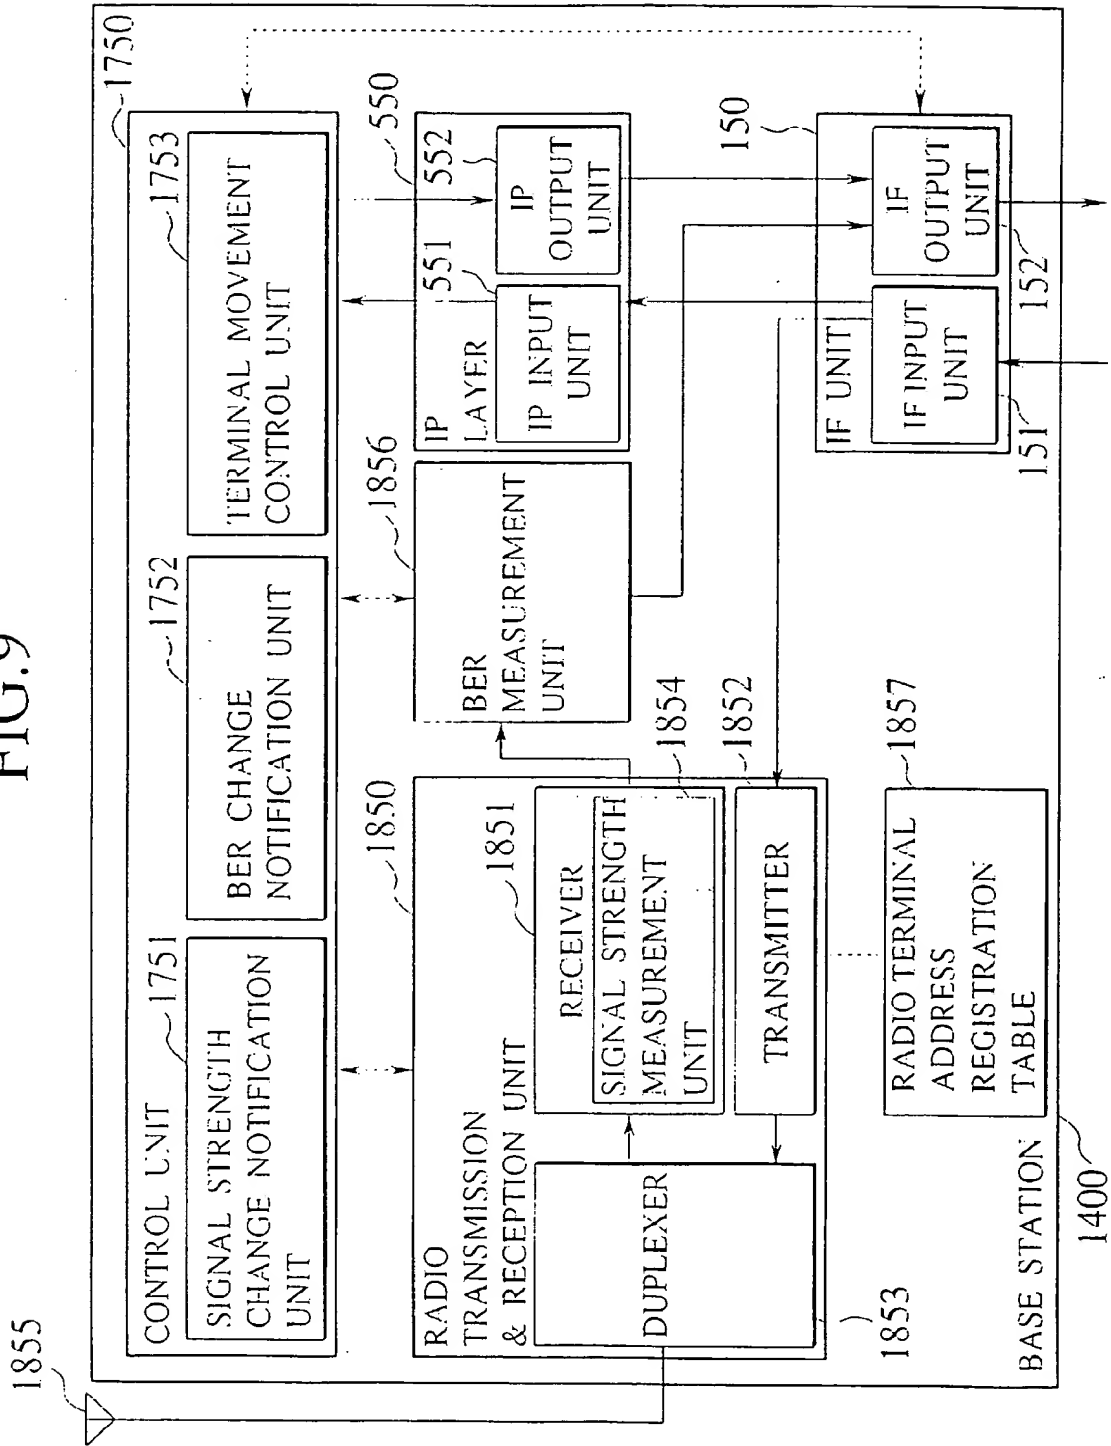 FIG.9
1855
1750
CONTROL UNIT
1751
SIGNAL STRENGTH
CHANGE NOTIFICATION
UNIT
1752
BER CHANGE
NOTIFICATION UNIT
1753
TERMINAL MOVEMENT
CONTROL UNIT
1850
RADIO
TRANSMISSION
& RECEPTION UNIT
1851
RECEIVER
SIGNAL STRENGTH
MEASUREMENT
UNIT
1854
1852
TRANSMITTER
DUPLEXER
1853
1856
BER
MEASUREMENT
UNIT
550
IP
LAYER
551
IP INPUT
UNIT
552
IP
OUTPUT
UNIT
150
IF UNIT
IF INPUT
UNIT
151
IF
OUTPUT
UNIT
152
1857
RADIO TERMINAL
ADDRESS
REGISTRATION
TABLE
BASE STATION
1400